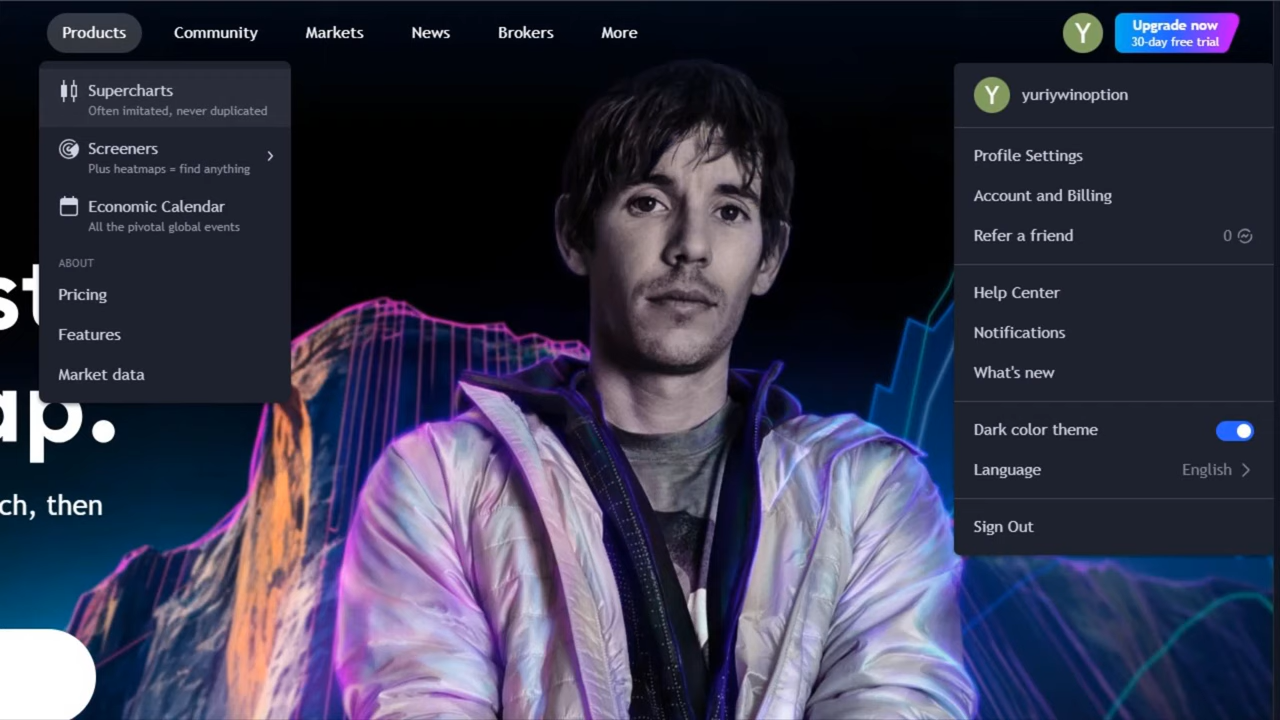 Products
Community
Markets
News
Brokers
More
Y
Upgrade now
30-day free trial
Supercharts
Often imitated, never duplicated
Screeners
Plus heatmaps = find anything
Economic Calendar
All the pivotal global events
ABOUT
Pricing
Features
Market data
ch, then
Y
yuriywinoption
Profile Settings
Account and Billing
Refer a friend
0
Help Center
Notifications
What's new
Dark color theme
Language
English
Sign Out